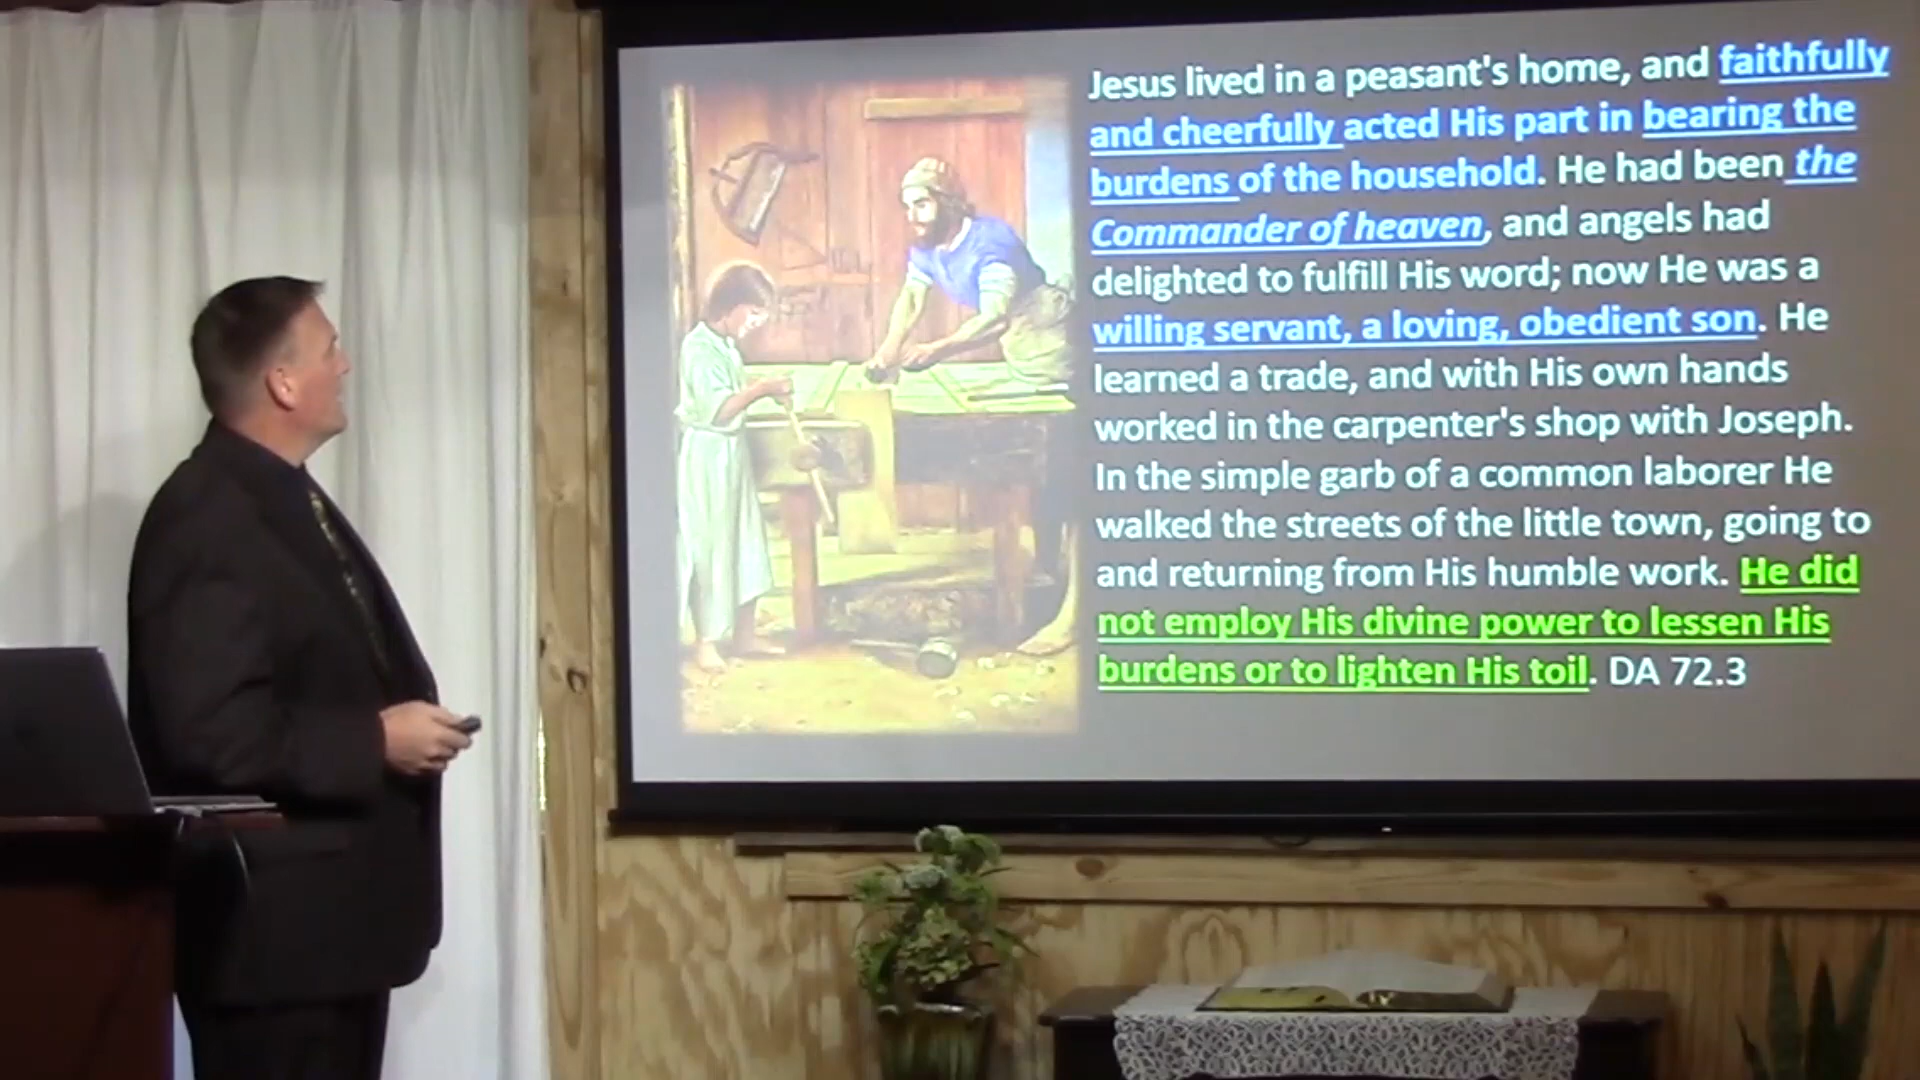 Jesus lived in a peasant's home, and faithfully
and cheerfully acted His part in bearing the
burdens of the household. He had been the
Commander of heaven, and angels had
delighted to fulfill His word; now He was a
willing servant, a loving, obedient son. He
learned a trade, and with His own hands
worked in the carpenter's shop with Joseph.
In the simple garb of a common laborer He
walked the streets of the little town, going to
and returning from His humble work. He did
not employ His divine power to lessen His
burdens or to lighten His toil. DA 72.3